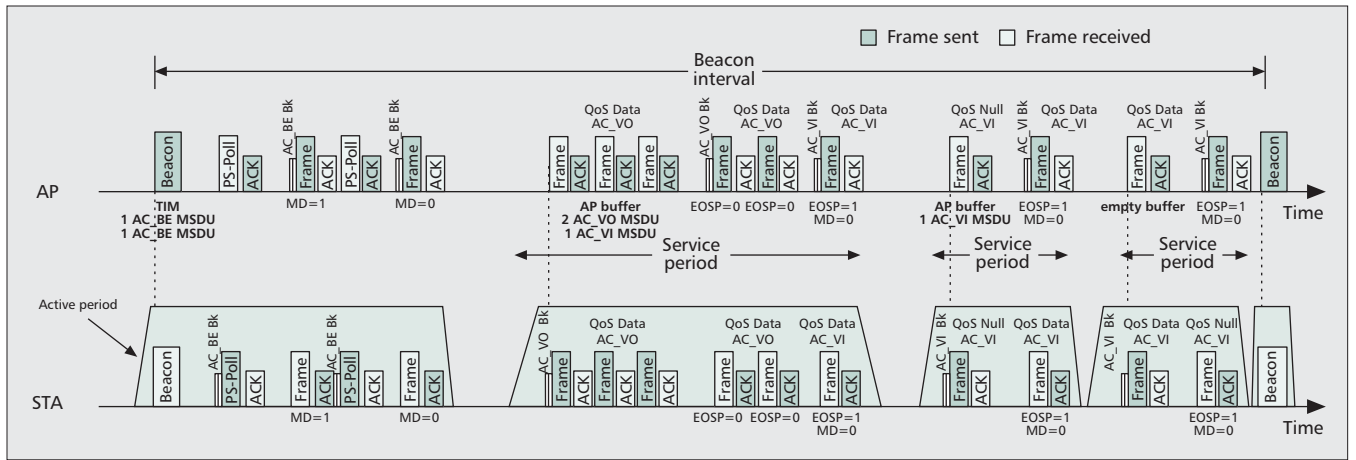 Frame sent
Frame received
Beacon
interval
AC_BE Bk
AC_BE Bk
QoS Data
AC_VO
AC_VO Bk
QoS Data
AC_VO
AC_VI Bk
QoS Data
AC_VI
QoS Null
AC_VI
AC_VI Bk
QoS Data
AC_VI
QoS Data
AC_VI
AC_VI Bk
QoS Null
AC_VI
Beacon
PS-Poll
ACK
Frame
ACK
PS-Poll
ACK
Frame
ACK
Frame
ACK
Frame
ACK
Frame
ACK
Frame
ACK
Frame
ACK
Frame
ACK
Frame
ACK
Frame
ACK
Frame
ACK
Frame
ACK
Beacon
AP
TIM
1 AC_BE MSDU
1 AC_BE MSDU
MD=1
MD=0
AP buffer
2 AC_VO MSDU
1 AC_VI MSDU
EOSP=0
EOSP=0
EOSP=1
MD=0
AP buffer
1 AC_VI MSDU
EOSP=1
MD=0
empty buffer
EOSP=1
MD=0
Time
Service
period
Service
period
Service
period
Active period
AC_BE Bk
AC_BE Bk
AC_VO Bk
QoS Data
AC_VO
QoS Data
AC_VO
QoS Data
AC_VI
AC_VI Bk
QoS Null
AC_VI
QoS Data
AC_VI
AC_VI Bk
QoS Data
AC_VI
QoS Null
AC_VI
Beacon
PS-Poll
ACK
Frame
ACK
PS-Poll
ACK
Frame
ACK
Frame
ACK
Frame
ACK
Frame
ACK
Frame
ACK
Frame
ACK
Frame
ACK
Frame
ACK
Frame
ACK
Frame
ACK
Frame
ACK
Beacon
STA
MD=1
MD=0
EOSP=0
EOSP=0
EOSP=1
MD=0
EOSP=1
MD=0
EOSP=1
MD=0
Time